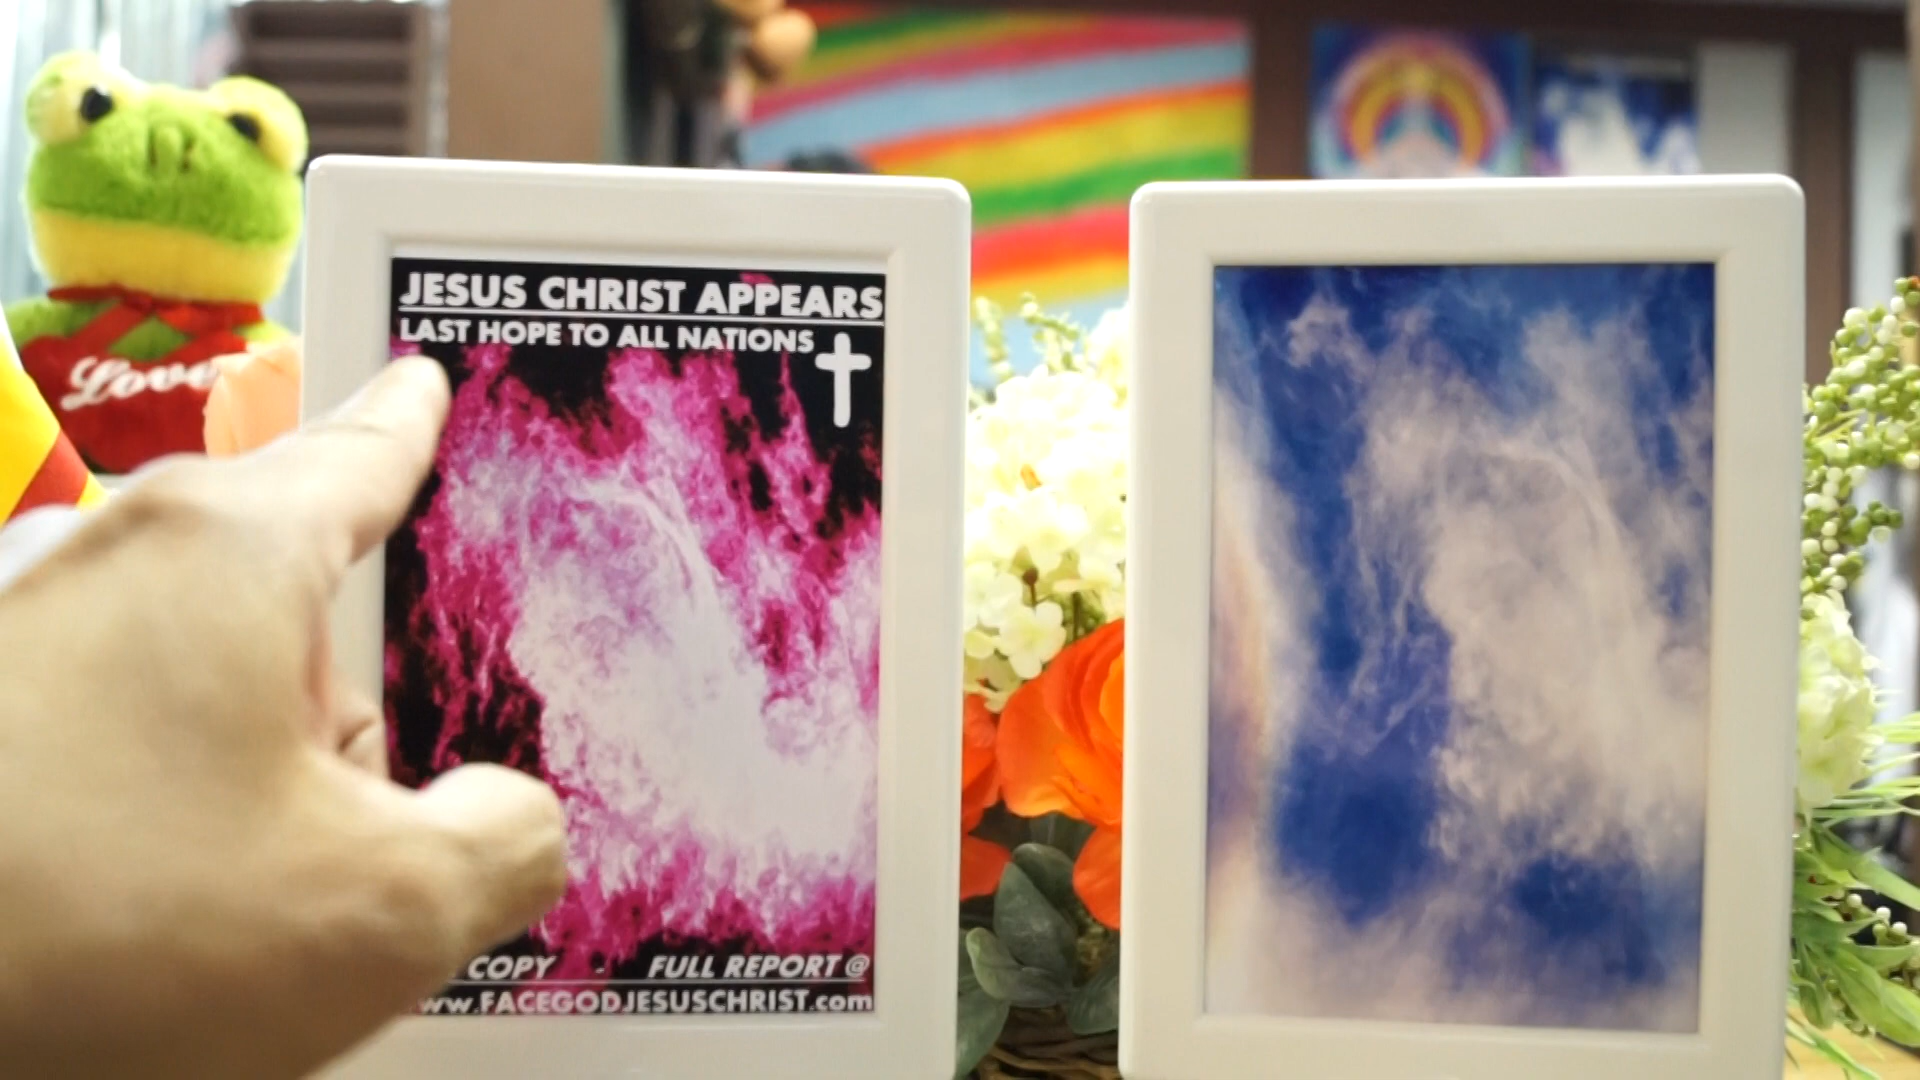 JESUS CHRIST APPEARS
LAST HOPE TO ALL NATIONS
Love
COPY - FULL REPORT @
www.FACEGODJESUSCHRIST.com